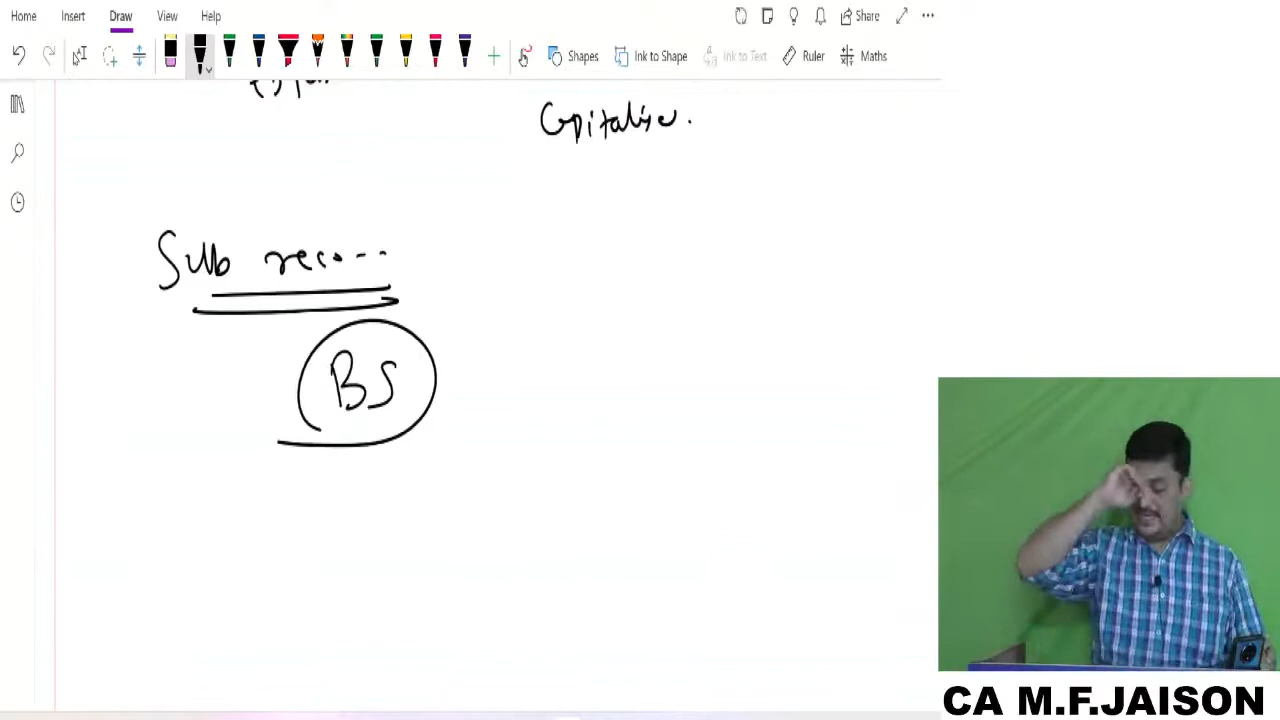 Home Insert Draw View Help Share
Shapes Ink to Shape Ink to Text Ruler Maths
Capitalise.
Sub reco...
BS
CA M.F.JAISON